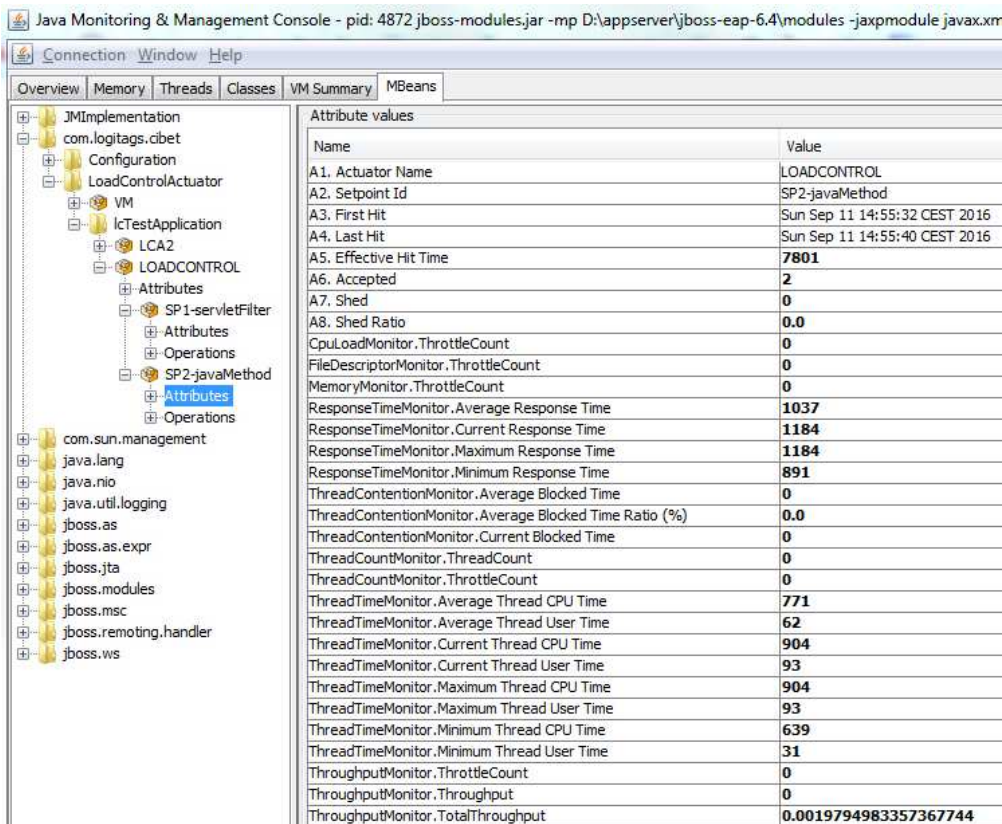 Java Monitoring & Management Console - pid: 4872 jboss-modules.jar -mp D:\appserver\jboss-eap-6.4\modules -jaxpmodule javax.xm
Connection Window Help
Overview Memory Threads Classes VM Summary MBeans
JMImplementation
com.logitags.cibet
Configuration
LoadControlActuator
VM
lcTestApplication
LCA2
LOADCONTROL
Attributes
SP1-servletFilter
Attributes
Operations
SP2-javaMethod
Attributes
Operations
com.sun.management
java.lang
java.nio
java.util.logging
jboss.as
jboss.as.expr
jboss.jta
jboss.modules
jboss.msc
jboss.remoting.handler
jboss.ws
Attribute values
Name Value
A1. Actuator Name LOADCONTROL
A2. Setpoint Id SP2-javaMethod
A3. First Hit Sun Sep 11 14:55:32 CEST 2016
A4. Last Hit Sun Sep 11 14:55:40 CEST 2016
A5. Effective Hit Time 7801
A6. Accepted 2
A7. Shed 0
A8. Shed Ratio 0.0
CpuLoadMonitor.ThrottleCount 0
FileDescriptorMonitor.ThrottleCount 0
MemoryMonitor.ThrottleCount 0
ResponseTimeMonitor.Average Response Time 1037
ResponseTimeMonitor.Current Response Time 1184
ResponseTimeMonitor.Maximum Response Time 1184
ResponseTimeMonitor.Minimum Response Time 891
ThreadContentionMonitor.Average Blocked Time 0
ThreadContentionMonitor.Average Blocked Time Ratio (%) 0.0
ThreadContentionMonitor.Current Blocked Time 0
ThreadCountMonitor.ThreadCount 0
ThreadCountMonitor.ThrottleCount 0
ThreadTimeMonitor.Average Thread CPU Time 771
ThreadTimeMonitor.Average Thread User Time 62
ThreadTimeMonitor.Current Thread CPU Time 904
ThreadTimeMonitor.Current Thread User Time 93
ThreadTimeMonitor.Maximum Thread CPU Time 904
ThreadTimeMonitor.Maximum Thread User Time 93
ThreadTimeMonitor.Minimum Thread CPU Time 639
ThreadTimeMonitor.Minimum Thread User Time 31
ThroughputMonitor.ThrottleCount 0
ThroughputMonitor.Throughput 0
ThroughputMonitor.TotalThroughput 0.0019794983357367744